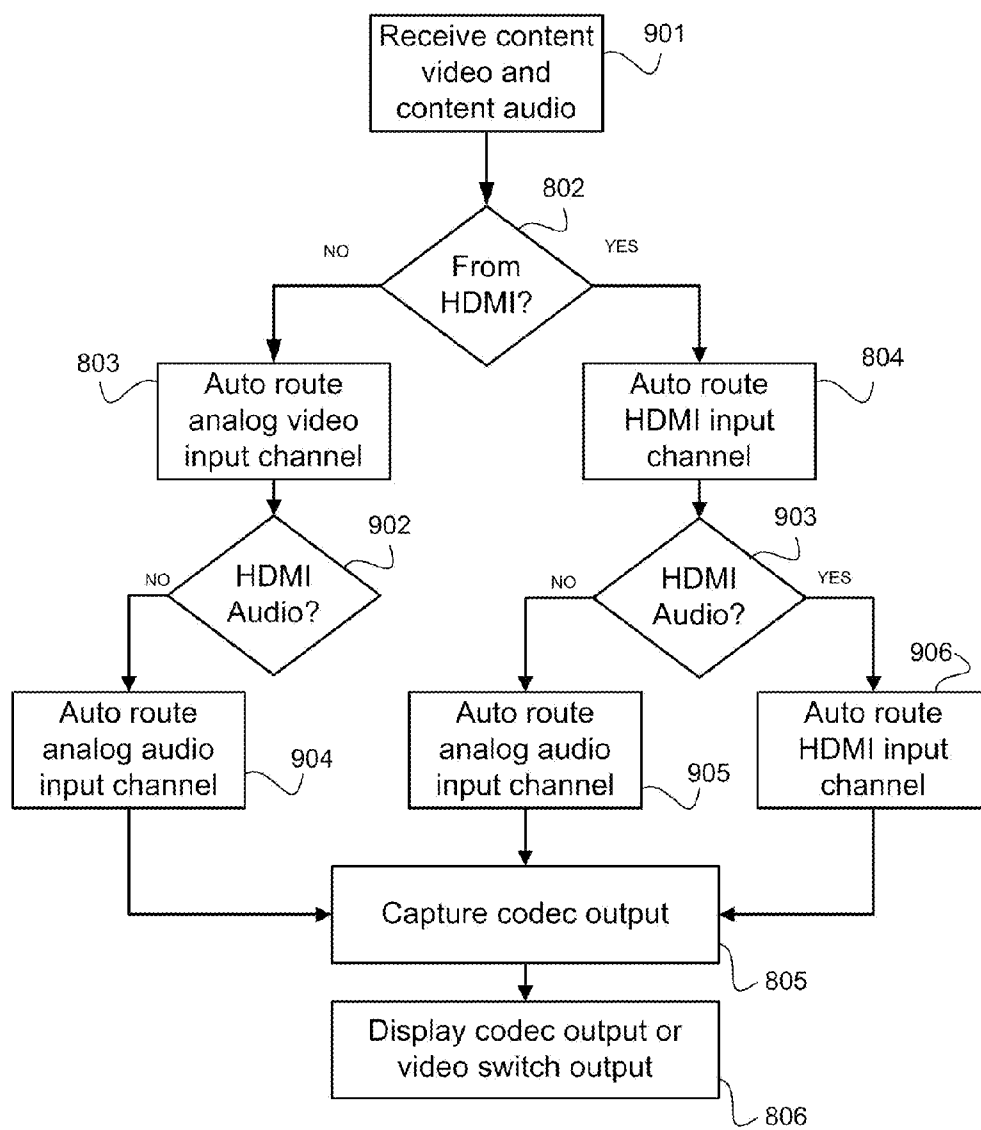 Receive content
video and
content audio
901
802
NO
YES
From
HDMI?
803
Auto route
analog video
input channel
804
Auto route
HDMI input
channel
902
NO
HDMI
Audio?
903
NO
YES
HDMI
Audio?
906
Auto route
analog audio
input channel
904
Auto route
analog audio
input channel
905
Auto route
HDMI input
channel
Capture codec output
805
Display codec output or
video switch output
806